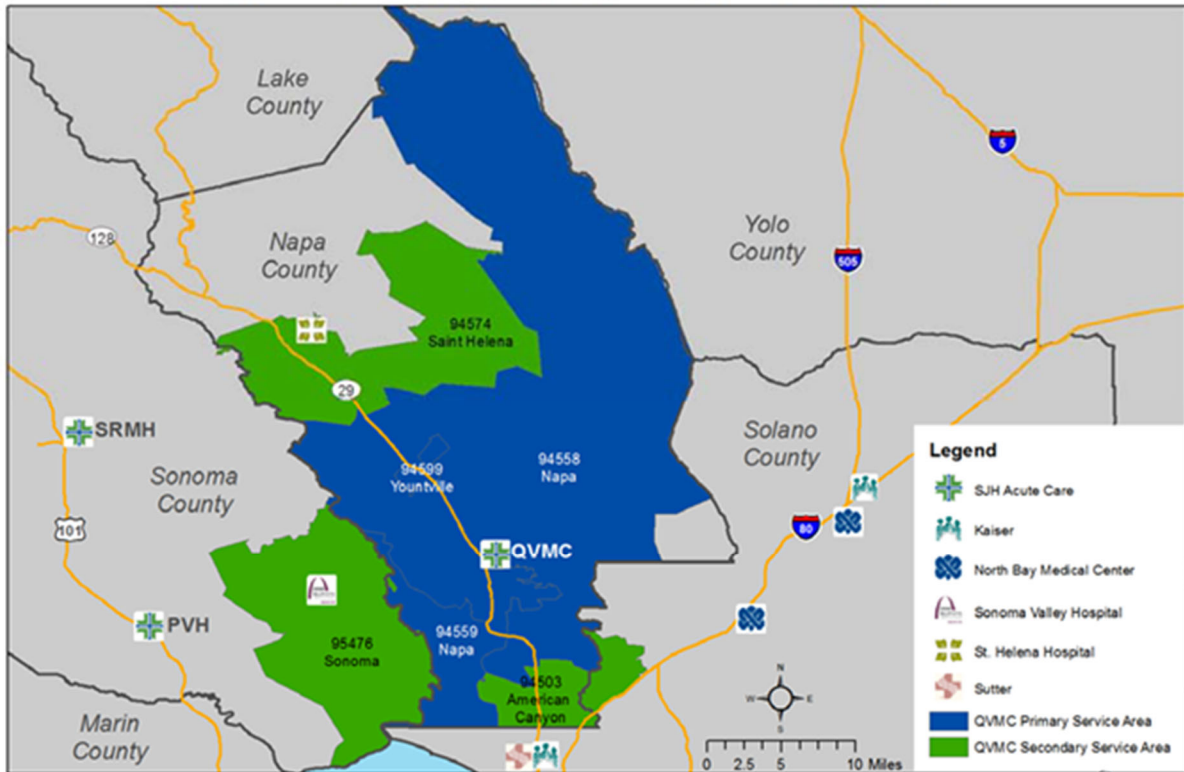 Lake
County
5
128
Napa
County
Yolo
County
505
94574
Saint Helena
29
SRMH
Sonoma
County
101
94599
Yountville
94558
Napa
Solano
County
80
QVMC
PVH
95476
Sonoma
94559
Napa
94503
American
Canyon
Marin
County
N
W
E
S
0 2.5 5 10 Miles
Legend
SJH Acute Care
Kaiser
North Bay Medical Center
Sonoma Valley Hospital
St. Helena Hospital
Sutter
QVMC Primary Service Area
QVMC Secondary Service Area